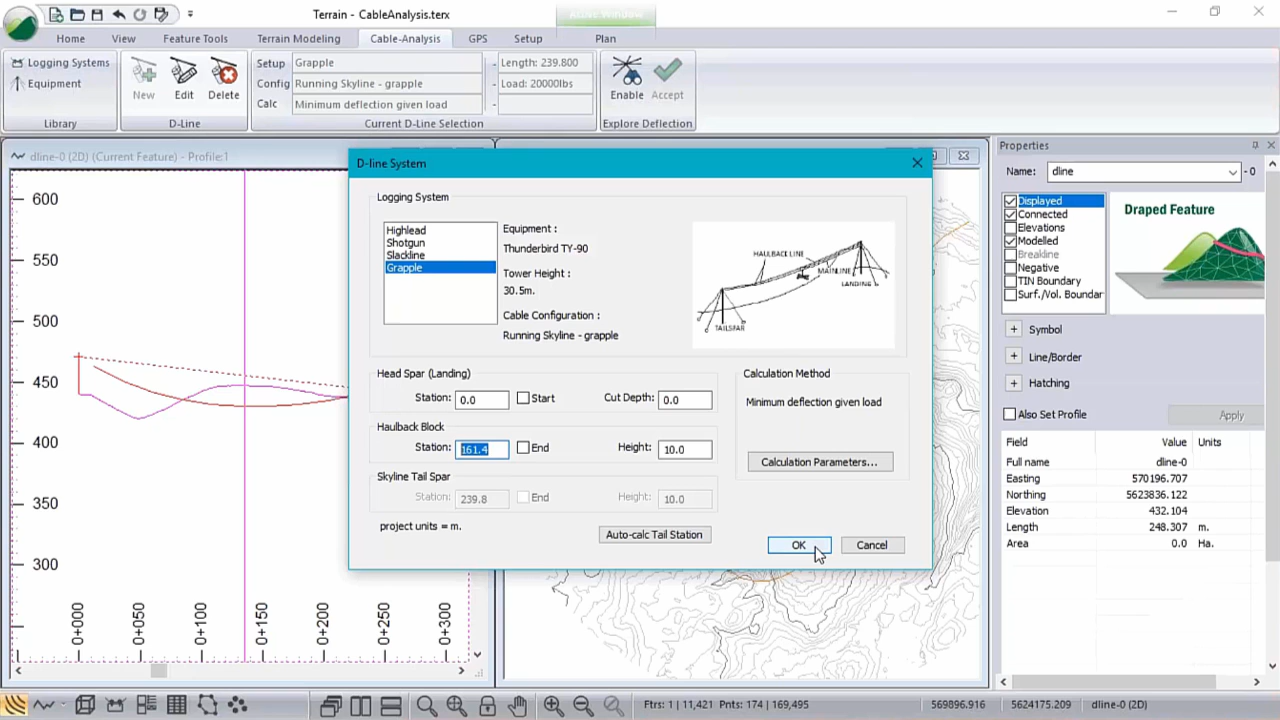 Terrain - CableAnalysis.terx
Active Window
Home View Feature Tools Terrain Modeling Cable-Analysis GPS Setup Plan
Logging Systems
Equipment
Library
New Edit Delete
D-Line
Setup Grapple - Length: 239.800
Config Running Skyline - grapple - Load: 20000lbs
Calc Minimum deflection given load -
Current D-Line Selection
Enable Accept
Explore Deflection
dline-0 (2D) (Current Feature) - Profile:1
600
550
500
450
400
350
300
0+000 0+050 0+100 0+150 0+200 0+250 0+300
D-line System
Logging System
Highlead
Shotgun
Slackline
Grapple
Equipment :
Thunderbird TY-90
Tower Height :
30.5m.
Cable Configuration :
Running Skyline - grapple
HAULBACK LINE
MAINLINE
LANDING
TAILSPAR
Head Spar (Landing)
Station: 0.0 Start Cut Depth: 0.0
Haulback Block
Station: 161.4 End Height: 10.0
Skyline Tail Spar
Station: 239.8 End Height: 10.0
project units = m.
Auto-calc Tail Station
Calculation Method
Minimum deflection given load
Calculation Parameters...
OK Cancel
Properties
Name: dline - 0
Displayed
Connected
Elevations
Modelled
Breakline
Negative
TIN Boundary
Surf./Vol. Boundar
Draped Feature
+ Symbol
+ Line/Border
+ Hatching
Also Set Profile Apply
Field Value Units
Full name dline-0
Easting 570196.707
Northing 5623836.122
Elevation 432.104
Length 248.307 m.
Area 0.0 Ha.
Ftrs: 1 | 11,421 Pnts: 174 | 169,495 569896.916 5624175.209 dline-0 (2D)